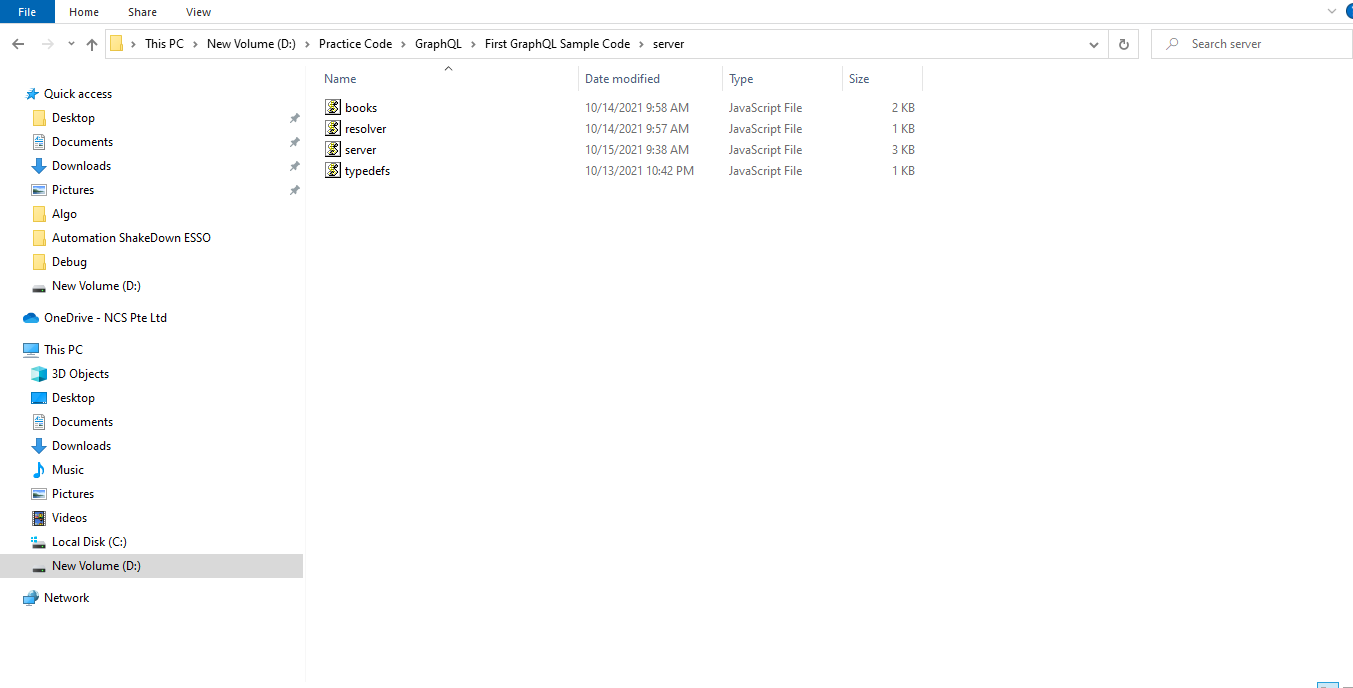 File Home Share View
This PC New Volume (D:) Practice Code GraphQL First GraphQL Sample Code server Search server
Name Date modified Type Size
Quick access
Desktop
Documents
Downloads
Pictures
Algo
Automation ShakeDown ESSO
Debug
New Volume (D:)
OneDrive - NCS Pte Ltd
This PC
3D Objects
Desktop
Documents
Downloads
Music
Pictures
Videos
Local Disk (C:)
New Volume (D:)
Network
books 10/14/2021 9:58 AM JavaScript File 2 KB
resolver 10/14/2021 9:57 AM JavaScript File 1 KB
server 10/15/2021 9:38 AM JavaScript File 3 KB
typedefs 10/13/2021 10:42 PM JavaScript File 1 KB